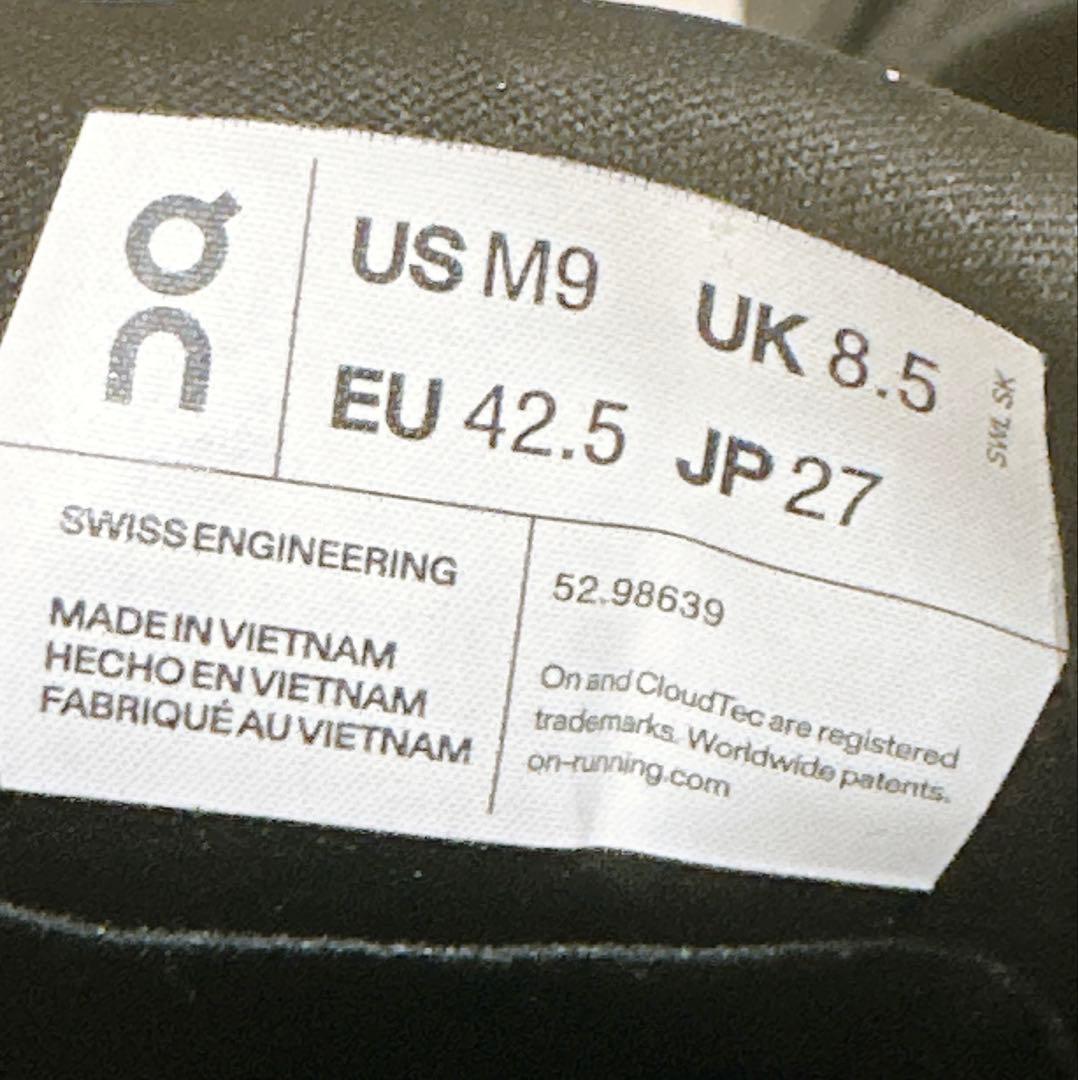 On
US M9 UK 8.5
EU 42.5 JP 27
SWL SK
SWISS ENGINEERING
MADE IN VIETNAM
HECHO EN VIETNAM
FABRIQUÉ AU VIETNAM
52.98639
On and CloudTec are registered
trademarks. Worldwide patents.
on-running.com